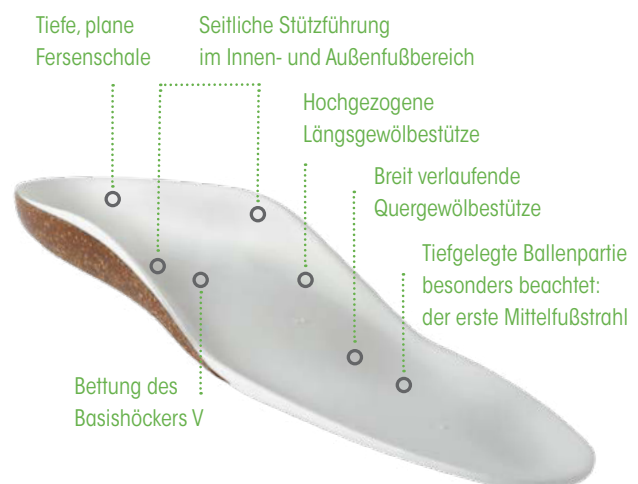 Tiefe, plane
Fersenschale
Seitliche Stützführung
im Innen- und Außenfußbereich
Hochgezogene
Längsgewölbestütze
Breit verlaufende
Quergewölbestütze
Tiefgelegte Ballenpartie
besonders beachtet:
der erste Mittelfußstrahl
Bettung des
Basishöckers V